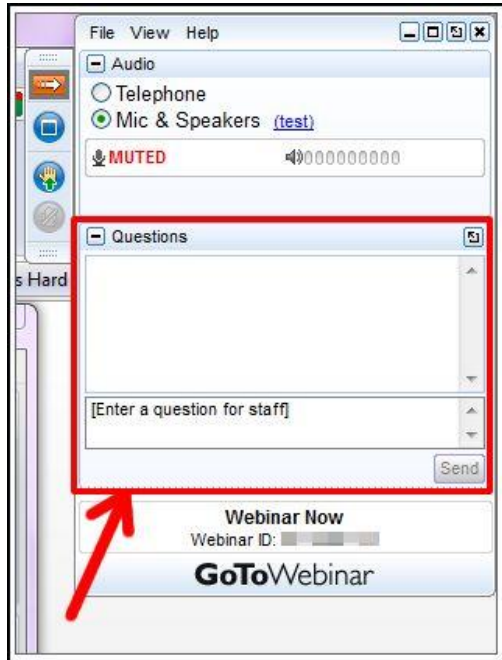 File View Help
Audio
Telephone
Mic & Speakers (test)
MUTED 000000000
Questions
s Hard
[Enter a question for staff]
Send
Webinar Now
Webinar ID:
GoToWebinar